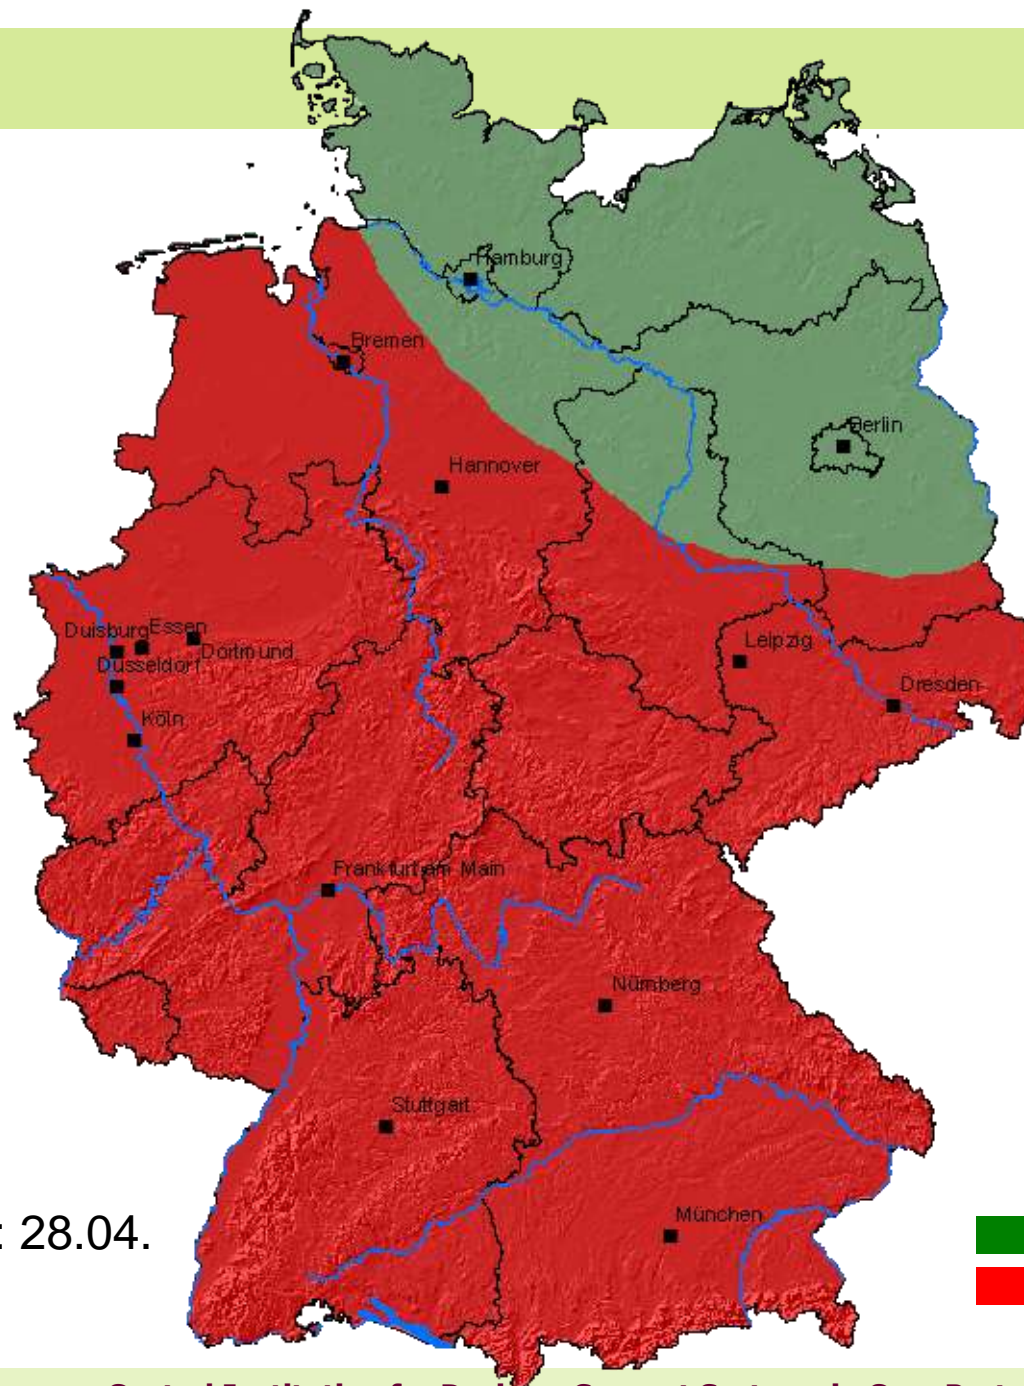 Hamburg
Bremen
Berlin
Hannover
Duisburg
Essen
Dortmund
Düsseldorf
Leipzig
Dresden
Köln
Frankfurt am Main
Nürnberg
Stuttgart
München
: 28.04.